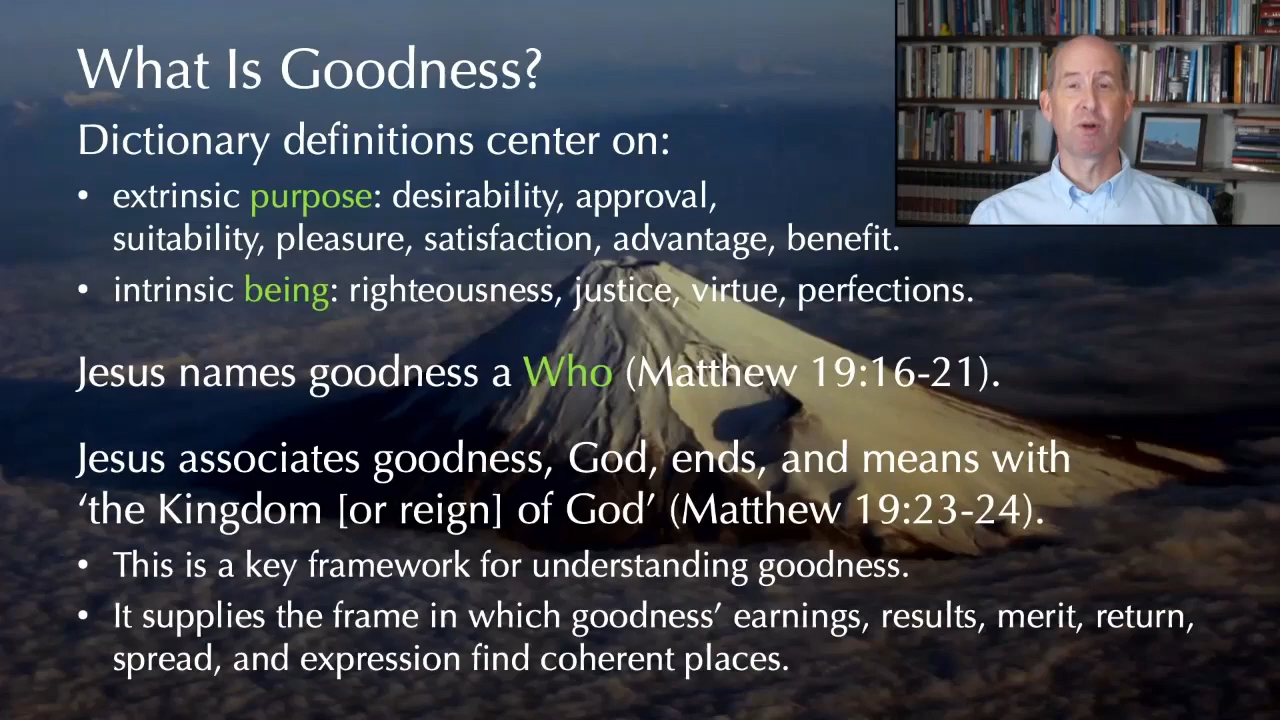 What Is Goodness?
Dictionary definitions center on:
• extrinsic purpose: desirability, approval,
suitability, pleasure, satisfaction, advantage, benefit.
• intrinsic being: righteousness, justice, virtue, perfections.
Jesus names goodness a Who (Matthew 19:16-21).
Jesus associates goodness, God, ends, and means with
‘the Kingdom [or reign] of God’ (Matthew 19:23-24).
• This is a key framework for understanding goodness.
• It supplies the frame in which goodness’ earnings, results, merit, return,
spread, and expression find coherent places.